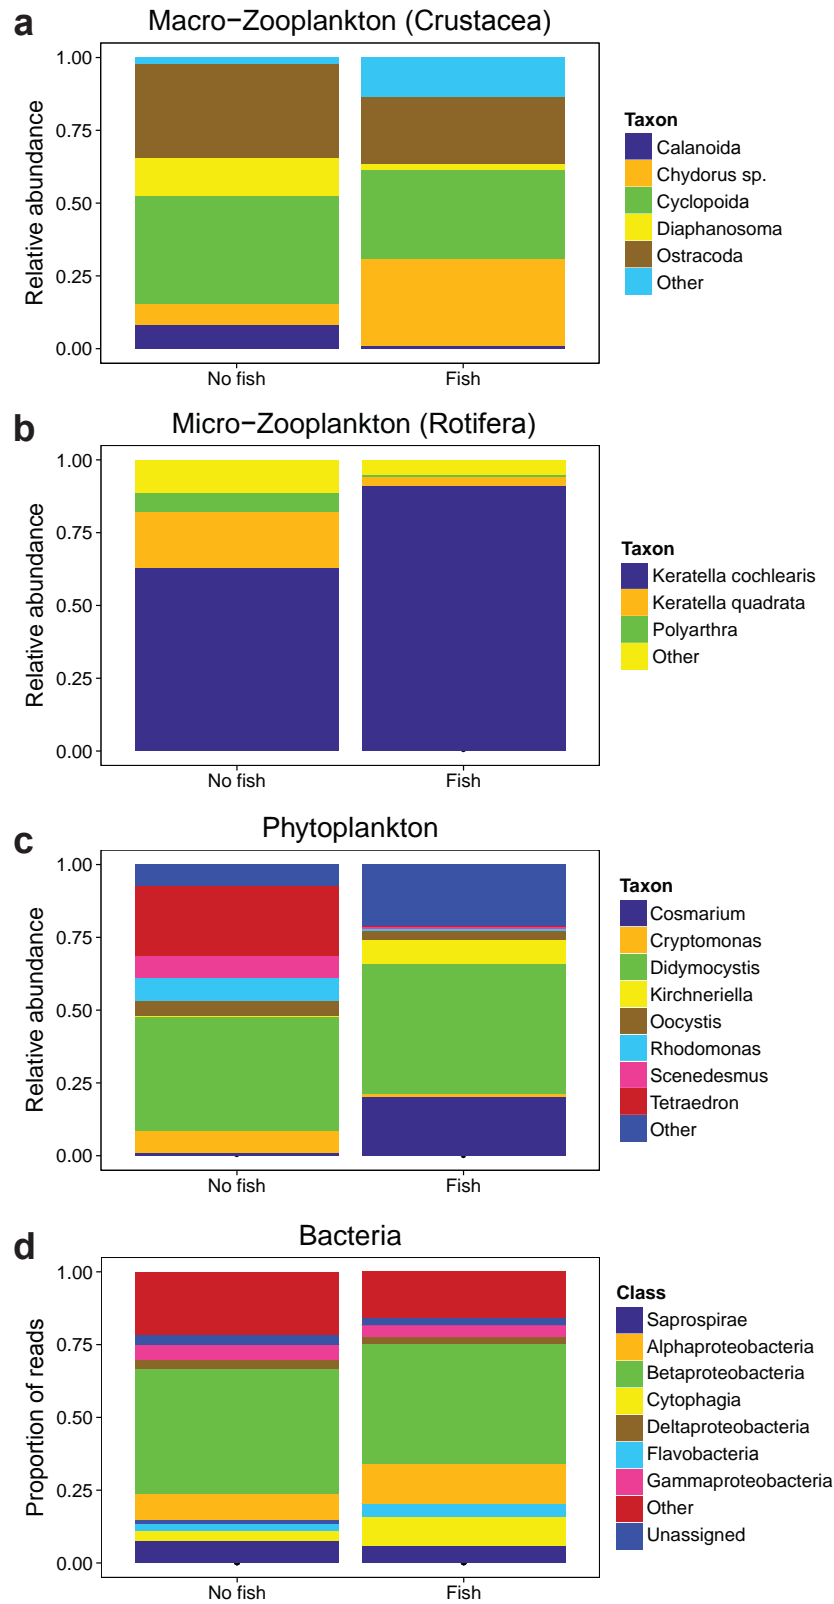 a
Macro−Zooplankton (Crustacea)
Relative abundance
1.00
0.75
0.50
0.25
0.00
No fish
Fish
Taxon
Calanoida
Chydorus sp.
Cyclopoida
Diaphanosoma
Ostracoda
Other
b
Micro−Zooplankton (Rotifera)
Relative abundance
1.00
0.75
0.50
0.25
0.00
No fish
Fish
Taxon
Keratella cochlearis
Keratella quadrata
Polyarthra
Other
c
Phytoplankton
Relative abundance
1.00
0.75
0.50
0.25
0.00
No fish
Fish
Taxon
Cosmarium
Cryptomonas
Didymocystis
Kirchneriella
Oocystis
Rhodomonas
Scenedesmus
Tetraedron
Other
d
Bacteria
Proportion of reads
1.00
0.75
0.50
0.25
0.00
No fish
Fish
Class
Saprospirae
Alphaproteobacteria
Betaproteobacteria
Cytophagia
Deltaproteobacteria
Flavobacteria
Gammaproteobacteria
Other
Unassigned